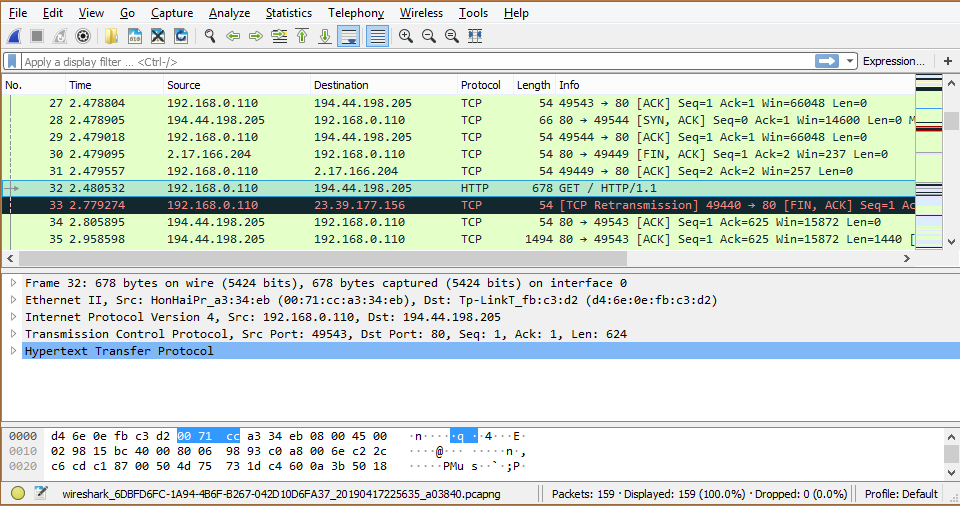 File Edit View Go Capture Analyze Statistics Telephony Wireless Tools Help
Apply a display filter ... <Ctrl-/> Expression... +
No. Time Source Destination Protocol Length Info
27 2.478804 192.168.0.110 194.44.198.205 TCP 54 49543 → 80 [ACK] Seq=1 Ack=1 Win=66048 Len=0
28 2.478905 194.44.198.205 192.168.0.110 TCP 66 80 → 49544 [SYN, ACK] Seq=0 Ack=1 Win=14600 Len=0 M
29 2.479018 192.168.0.110 194.44.198.205 TCP 54 49544 → 80 [ACK] Seq=1 Ack=1 Win=66048 Len=0
30 2.479095 2.17.166.204 192.168.0.110 TCP 54 80 → 49449 [FIN, ACK] Seq=1 Ack=2 Win=237 Len=0
31 2.479557 192.168.0.110 2.17.166.204 TCP 54 49449 → 80 [ACK] Seq=2 Ack=2 Win=257 Len=0
32 2.480532 192.168.0.110 194.44.198.205 HTTP 678 GET / HTTP/1.1
33 2.779274 192.168.0.110 23.39.177.156 TCP 54 [TCP Retransmission] 49440 → 80 [FIN, ACK] Seq=1 Ac
34 2.805895 194.44.198.205 192.168.0.110 TCP 54 80 → 49543 [ACK] Seq=1 Ack=625 Win=15872 Len=0
35 2.958598 194.44.198.205 192.168.0.110 TCP 1494 80 → 49543 [ACK] Seq=1 Ack=625 Win=15872 Len=1440 [
Frame 32: 678 bytes on wire (5424 bits), 678 bytes captured (5424 bits) on interface 0
Ethernet II, Src: HonHaiPr_a3:34:eb (00:71:cc:a3:34:eb), Dst: Tp-LinkT_fb:c3:d2 (d4:6e:0e:fb:c3:d2)
Internet Protocol Version 4, Src: 192.168.0.110, Dst: 194.44.198.205
Transmission Control Protocol, Src Port: 49543, Dst Port: 80, Seq: 1, Ack: 1, Len: 624
Hypertext Transfer Protocol
0000 d4 6e 0e fb c3 d2 00 71 cc a3 34 eb 08 00 45 00 ·n·····q ··4···E·
0010 02 98 15 bc 40 00 80 06 98 93 c0 a8 00 6e c2 2c ····@··· ·····n·,
0020 c6 cd c1 87 00 50 4d 75 73 1d c4 60 0a 3b 50 18 ·····PMu s··`·;P·
wireshark_6DBFD6FC-1A94-4B6F-B267-042D10D6FA37_20190417225635_a03840.pcapng Packets: 159 · Displayed: 159 (100.0%) · Dropped: 0 (0.0%) Profile: Default